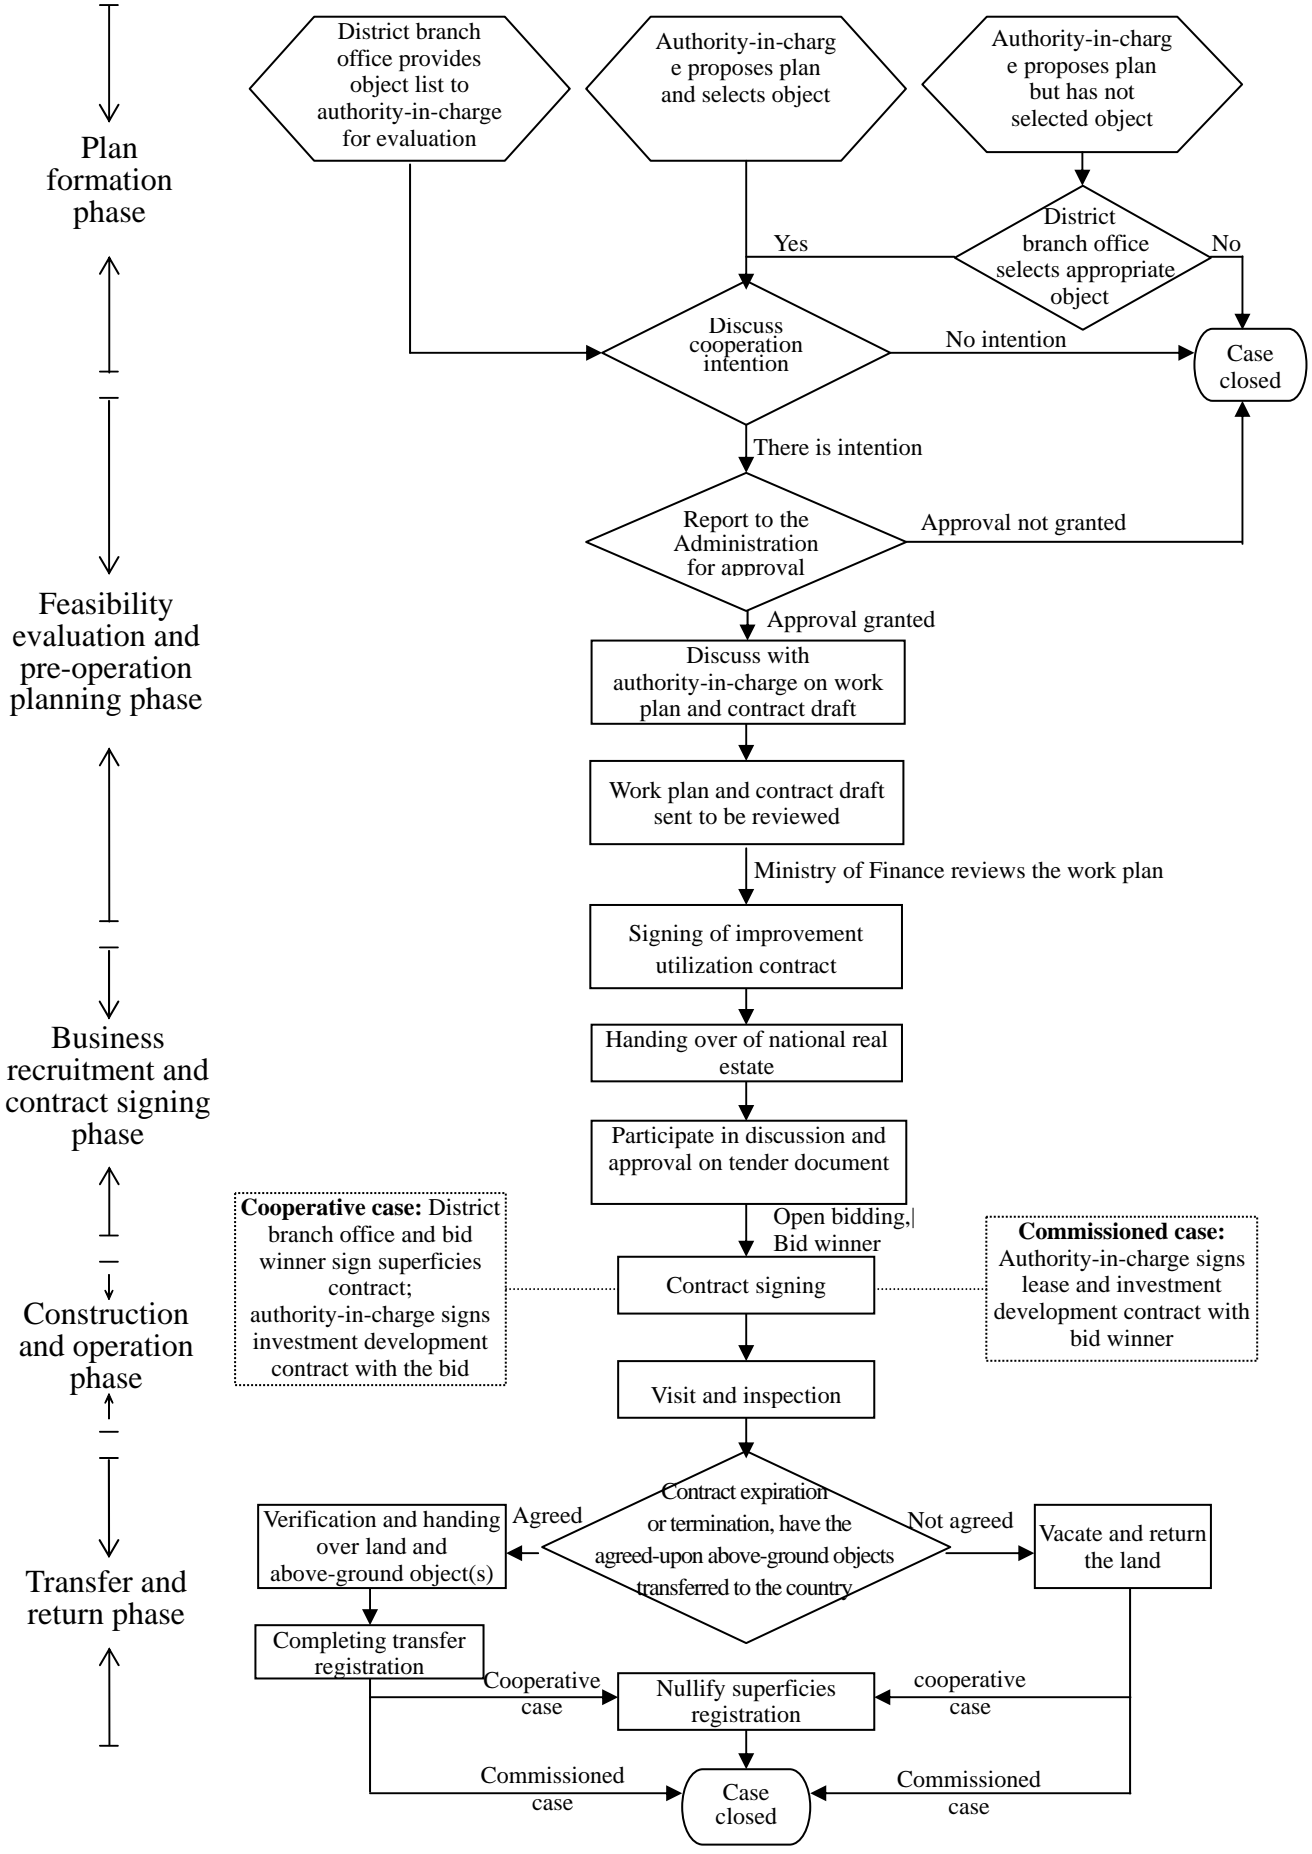 District branch
office provides
object list to
authority-in-charge
for evaluation
Authority-in-charg
e proposes plan
and selects object
Authority-in-charg
e proposes plan
but has not
selected object
Plan
formation
phase
District
branch office
selects appropriate
object
Yes
No
Discuss
cooperation
intention
No intention
Case
closed
There is intention
Report to the
Administration
for approval
Approval not granted
Approval granted
Feasibility
evaluation and
pre-operation
planning phase
Discuss with
authority-in-charge on work
plan and contract draft
Work plan and contract draft
sent to be reviewed
Ministry of Finance reviews the work plan
Signing of improvement
utilization contract
Business
recruitment and
contract signing
phase
Handing over of national real
estate
Participate in discussion and
approval on tender document
Open bidding,
Bid winner
Cooperative case: District
branch office and bid
winner sign superficies
contract;
authority-in-charge signs
investment development
contract with the bid
Contract signing
Commissioned case:
Authority-in-charge signs
lease and investment
development contract with
bid winner
Construction
and operation
phase
Visit and inspection
Contract expiration
or termination, have the
agreed-upon above-ground objects
transferred to the country
Agreed
Not agreed
Verification and handing
over land and
above-ground object(s)
Vacate and return
the land
Transfer and
return phase
Completing transfer
registration
Cooperative
case
Nullify superficies
registration
cooperative
case
Commissioned
case
Case
closed
Commissioned
case